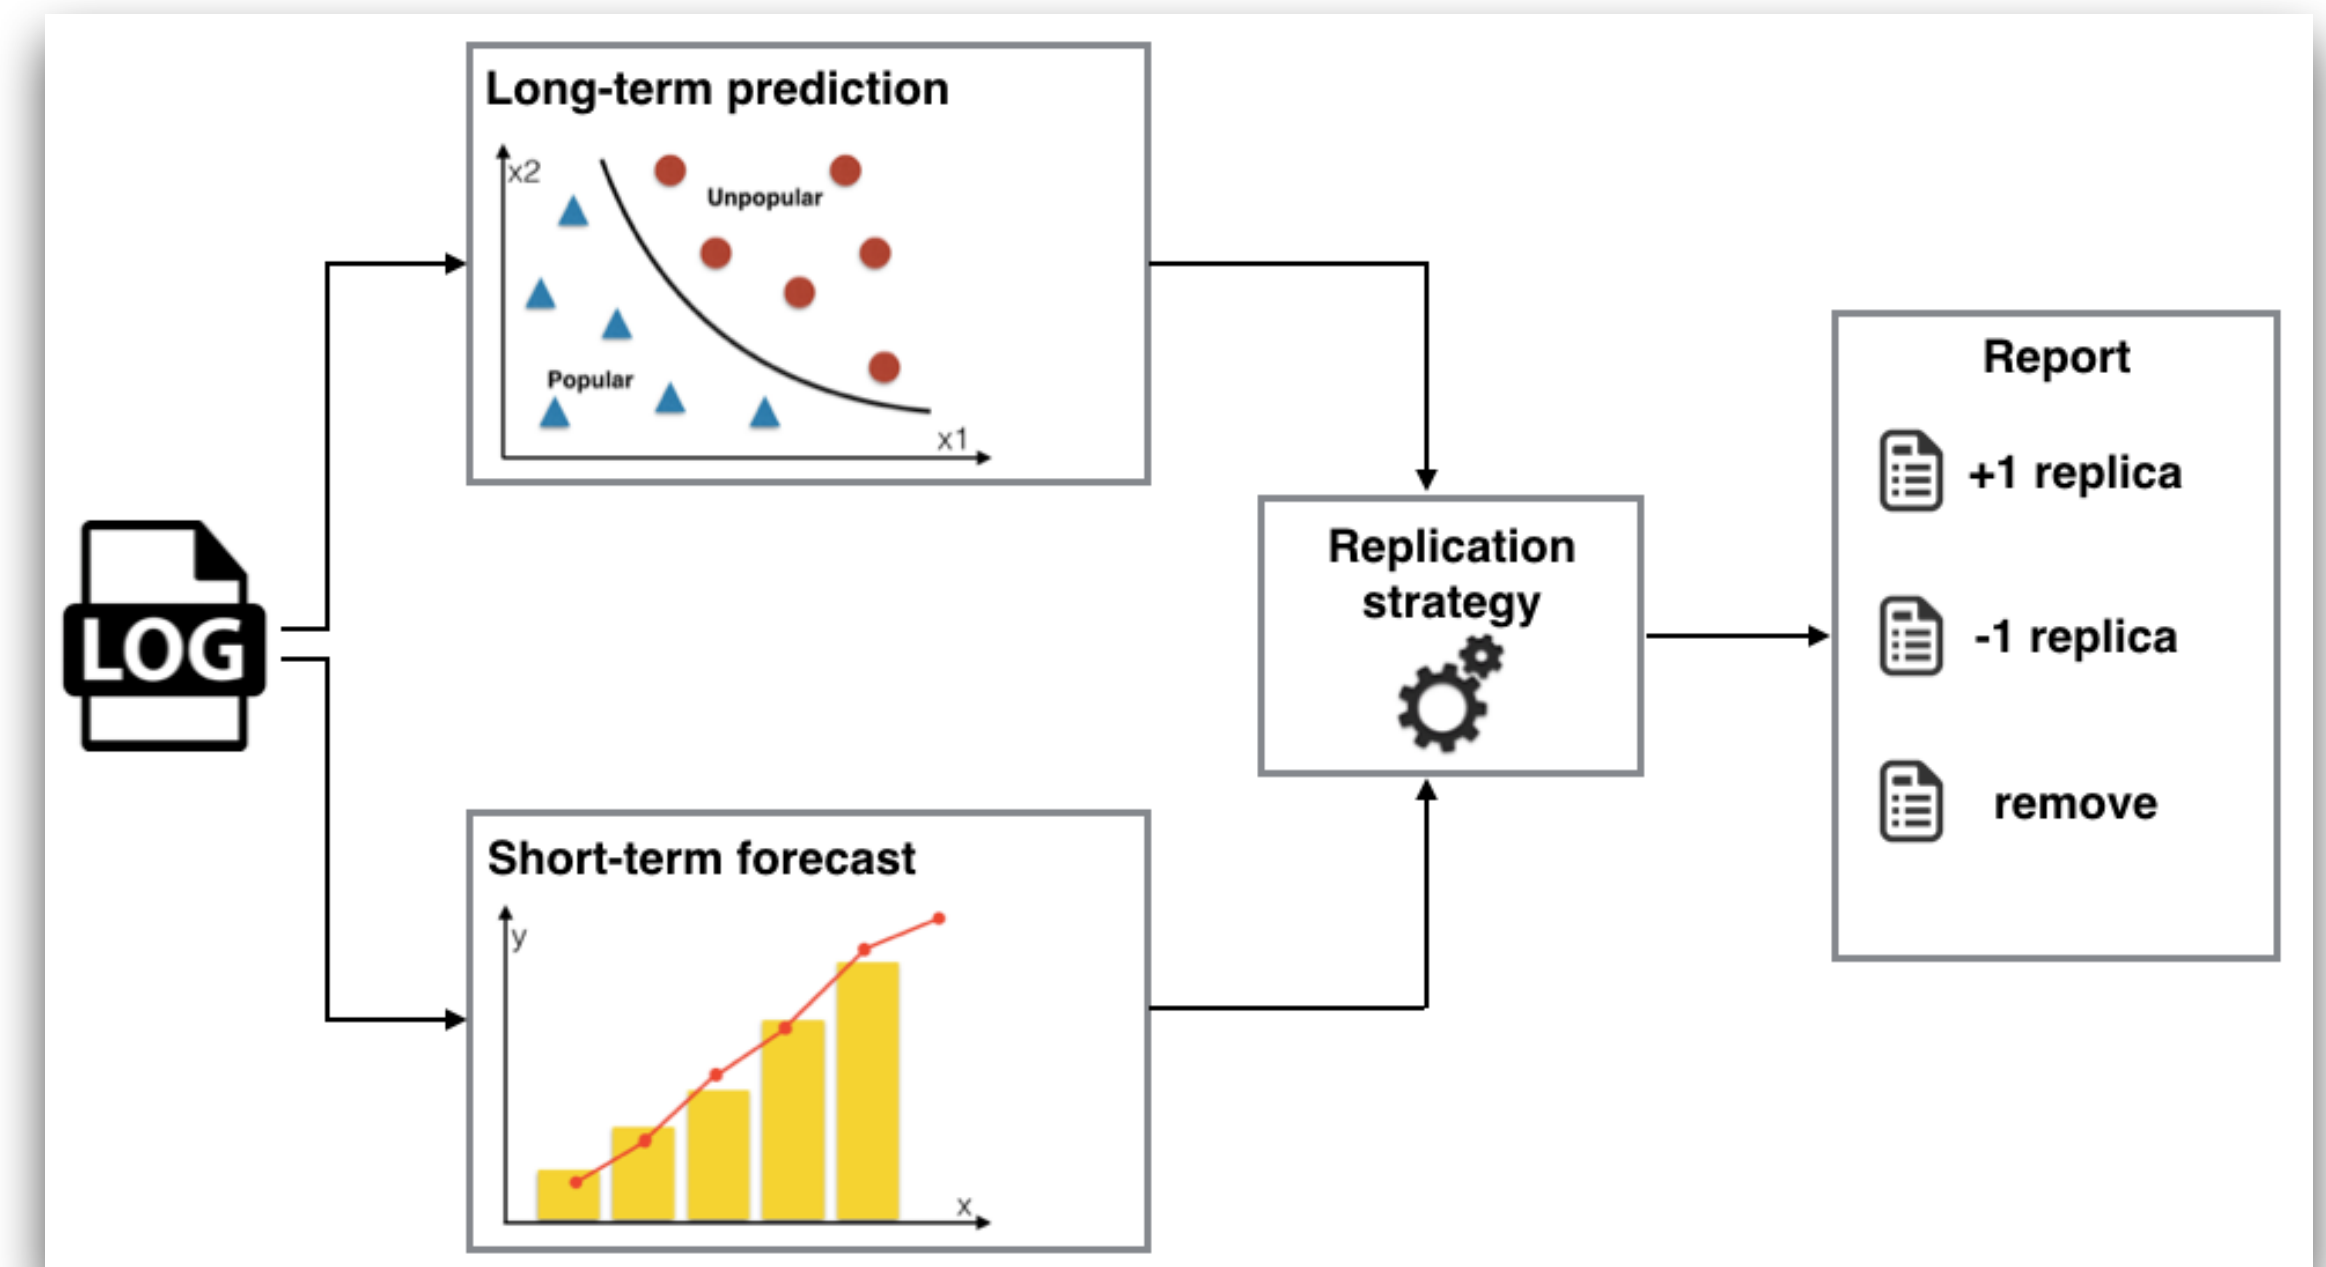 LOG
Long-term prediction
x2
Unpopular
Popular
x1
Short-term forecast
y
x
Replication
strategy
Report
+1 replica
-1 replica
remove